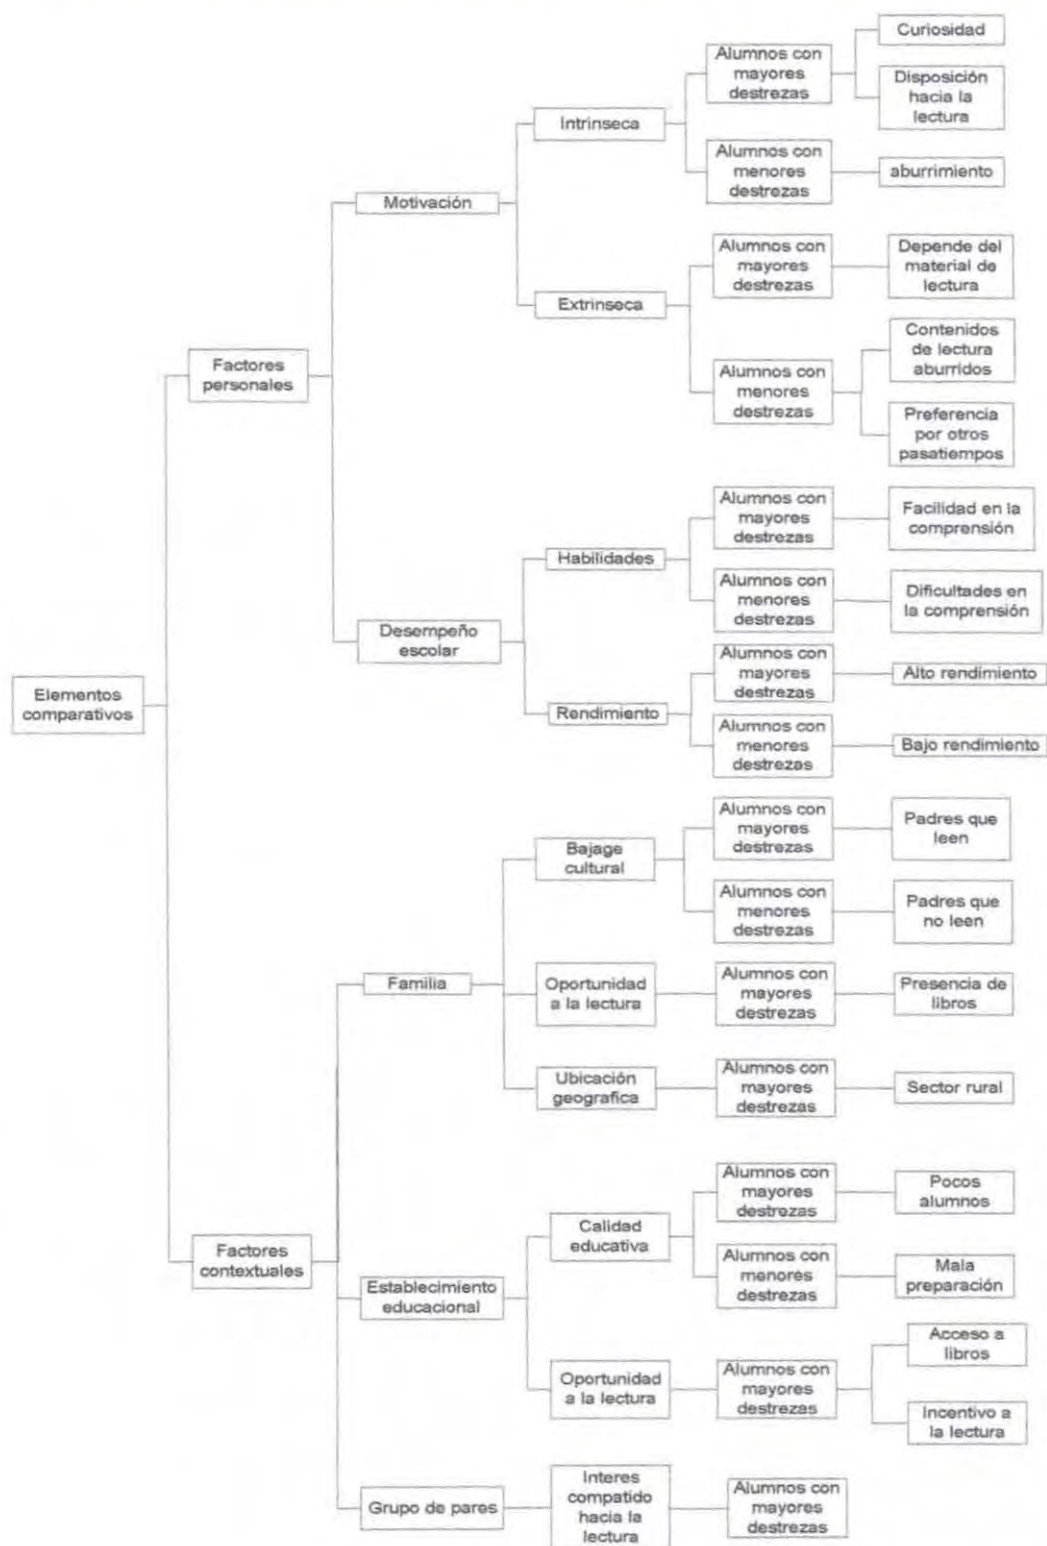 Elementos
comparativos
Factores
personales
Motivación
Intrinseca
Alumnos con
mayores
destrezas
Curiosidad
Disposición
hacia la
lectura
Alumnos con
menores
destrezas
aburrimiento
Extrinseca
Alumnos con
mayores
destrezas
Depende del
material de
lectura
Alumnos con
menores
destrezas
Contenidos
de lectura
aburridos
Preferencia
por otros
pasatiempos
Desempeño
escolar
Habilidades
Alumnos con
mayores
destrezas
Facilidad en la
comprensión
Alumnos con
menores
destrezas
Dificultades en
la comprensión
Rendimiento
Alumnos con
mayores
destrezas
Alto rendimiento
Alumnos con
menores
destrezas
Bajo rendimiento
Factores
contextuales
Familia
Bajage
cultural
Alumnos con
mayores
destrezas
Padres que
leen
Alumnos con
menores
destrezas
Padres que
no leen
Oportunidad
a la lectura
Alumnos con
mayores
destrezas
Presencia de
libros
Ubicación
geografica
Alumnos con
mayores
destrezas
Sector rural
Establecimiento
educacional
Calidad
educativa
Alumnos con
mayores
destrezas
Pocos
alumnos
Alumnos con
menores
destrezas
Mala
preparación
Oportunidad
a la lectura
Alumnos con
mayores
destrezas
Acceso a
libros
Incentivo a
la lectura
Grupo de pares
Interes
compatido
hacia la
lectura
Alumnos con
mayores
destrezas